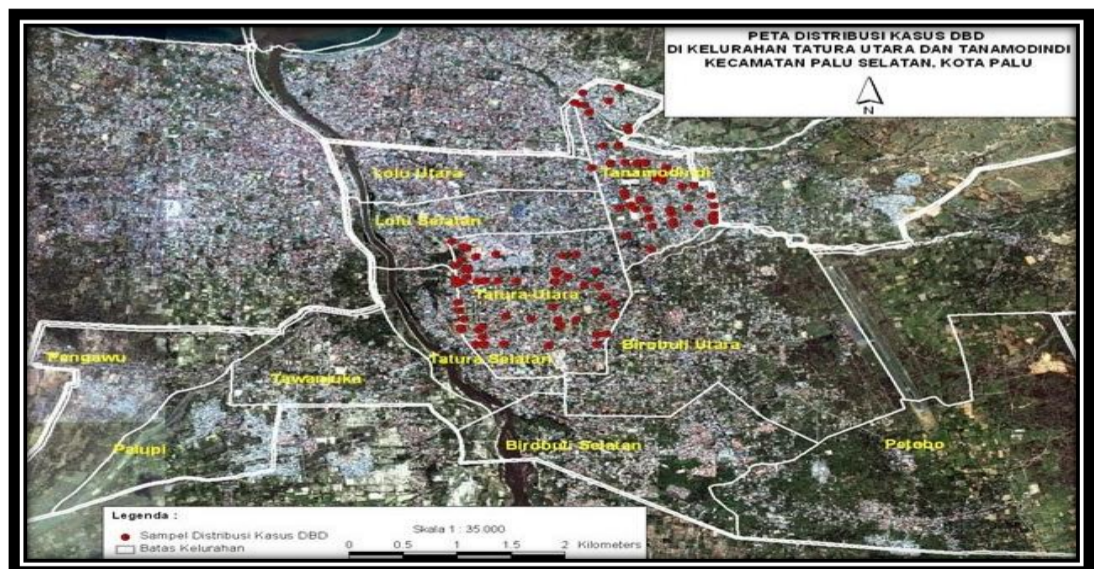 PETA DISTRIBUSI KASUS DBD
DI KELURAHAN TATURA UTARA DAN TANAMODINDI
KECAMATAN PALU SELATAN, KOTA PALU
N
Lolu Utara
Tanamodindi
Lolu Selatan
Tatura Utara
Birobuli Utara
Tatura Selatan
Pengawu
Tawanjuka
Palupi
Birobuli Selatan
Petobo
Legenda :
Sampel Distribusi Kasus DBD
Batas Kelurahan
Skala 1 : 35.000
0 0.5 1 1.5 2 Kilometers